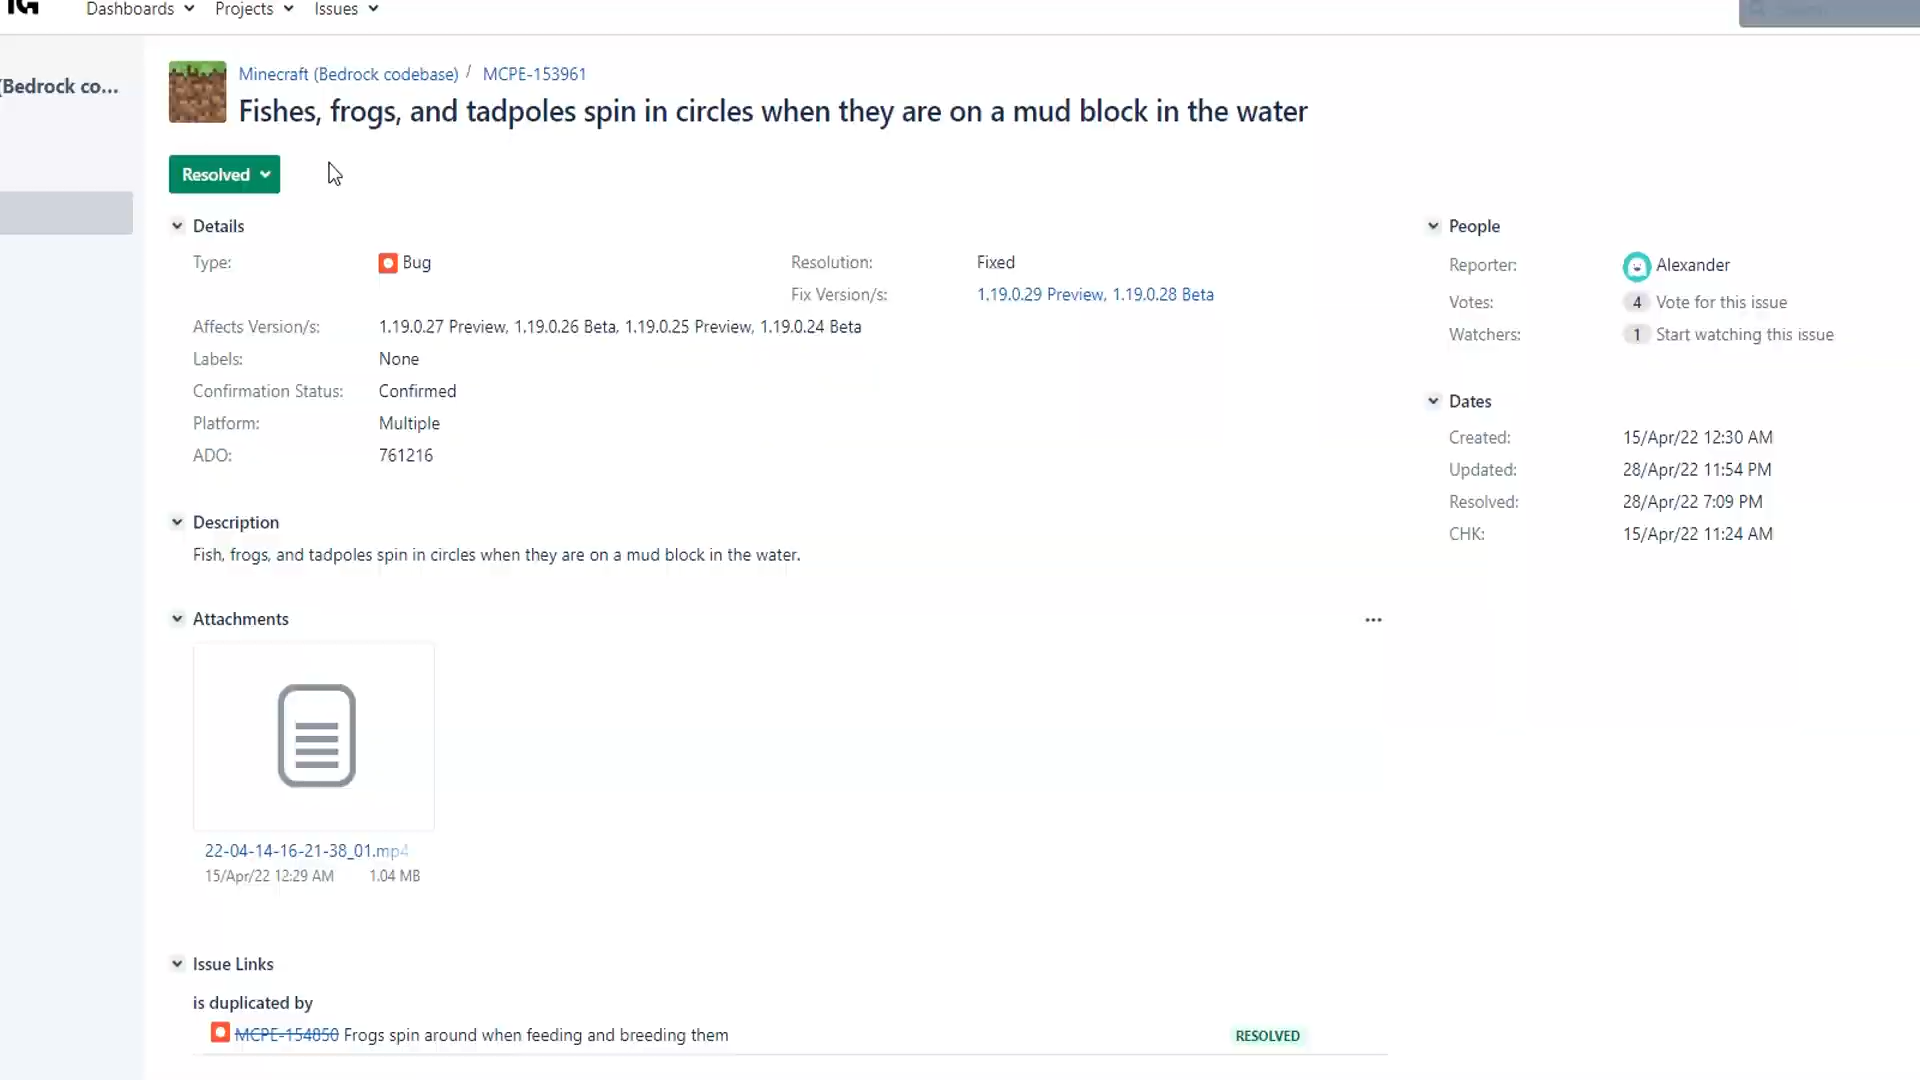 Dashboards Projects Issues
(Bedrock co...
Minecraft (Bedrock codebase) / MCPE-153961
Fishes, frogs, and tadpoles spin in circles when they are on a mud block in the water
Resolved
Details
Type: Bug
Resolution: Fixed
Fix Version/s: 1.19.0.29 Preview, 1.19.0.28 Beta
Affects Version/s: 1.19.0.27 Preview, 1.19.0.26 Beta, 1.19.0.25 Preview, 1.19.0.24 Beta
Labels: None
Confirmation Status: Confirmed
Platform: Multiple
ADO: 761216
People
Reporter: Alexander
Votes: 4 Vote for this issue
Watchers: 1 Start watching this issue
Dates
Created: 15/Apr/22 12:30 AM
Updated: 28/Apr/22 11:54 PM
Resolved: 28/Apr/22 7:09 PM
CHK: 15/Apr/22 11:24 AM
Description
Fish, frogs, and tadpoles spin in circles when they are on a mud block in the water.
Attachments
...
22-04-14-16-21-38_01.mp4
15/Apr/22 12:29 AM 1.04 MB
Issue Links
is duplicated by
MCPE-154850 Frogs spin around when feeding and breeding them RESOLVED